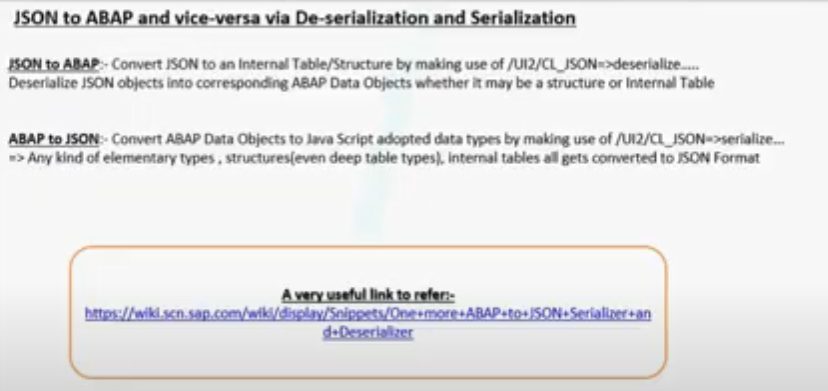 JSON to ABAP and vice-versa via De-serialization and Serialization
JSON to ABAP:- Convert JSON to an Internal Table/Structure by making use of /UI2/CL_JSON=>deserialize.....
Deserialize JSON objects into corresponding ABAP Data Objects whether it may be a structure or Internal Table
ABAP to JSON:- Convert ABAP Data Objects to Java Script adopted data types by making use of /UI2/CL_JSON=>serialize...
=> Any kind of elementary types , structures(even deep table types), internal tables all gets converted to JSON Format
A very useful link to refer:-
https://wiki.scn.sap.com/wiki/display/Snippets/One+more+ABAP+to+JSON+Serializer+an
d+Deserializer